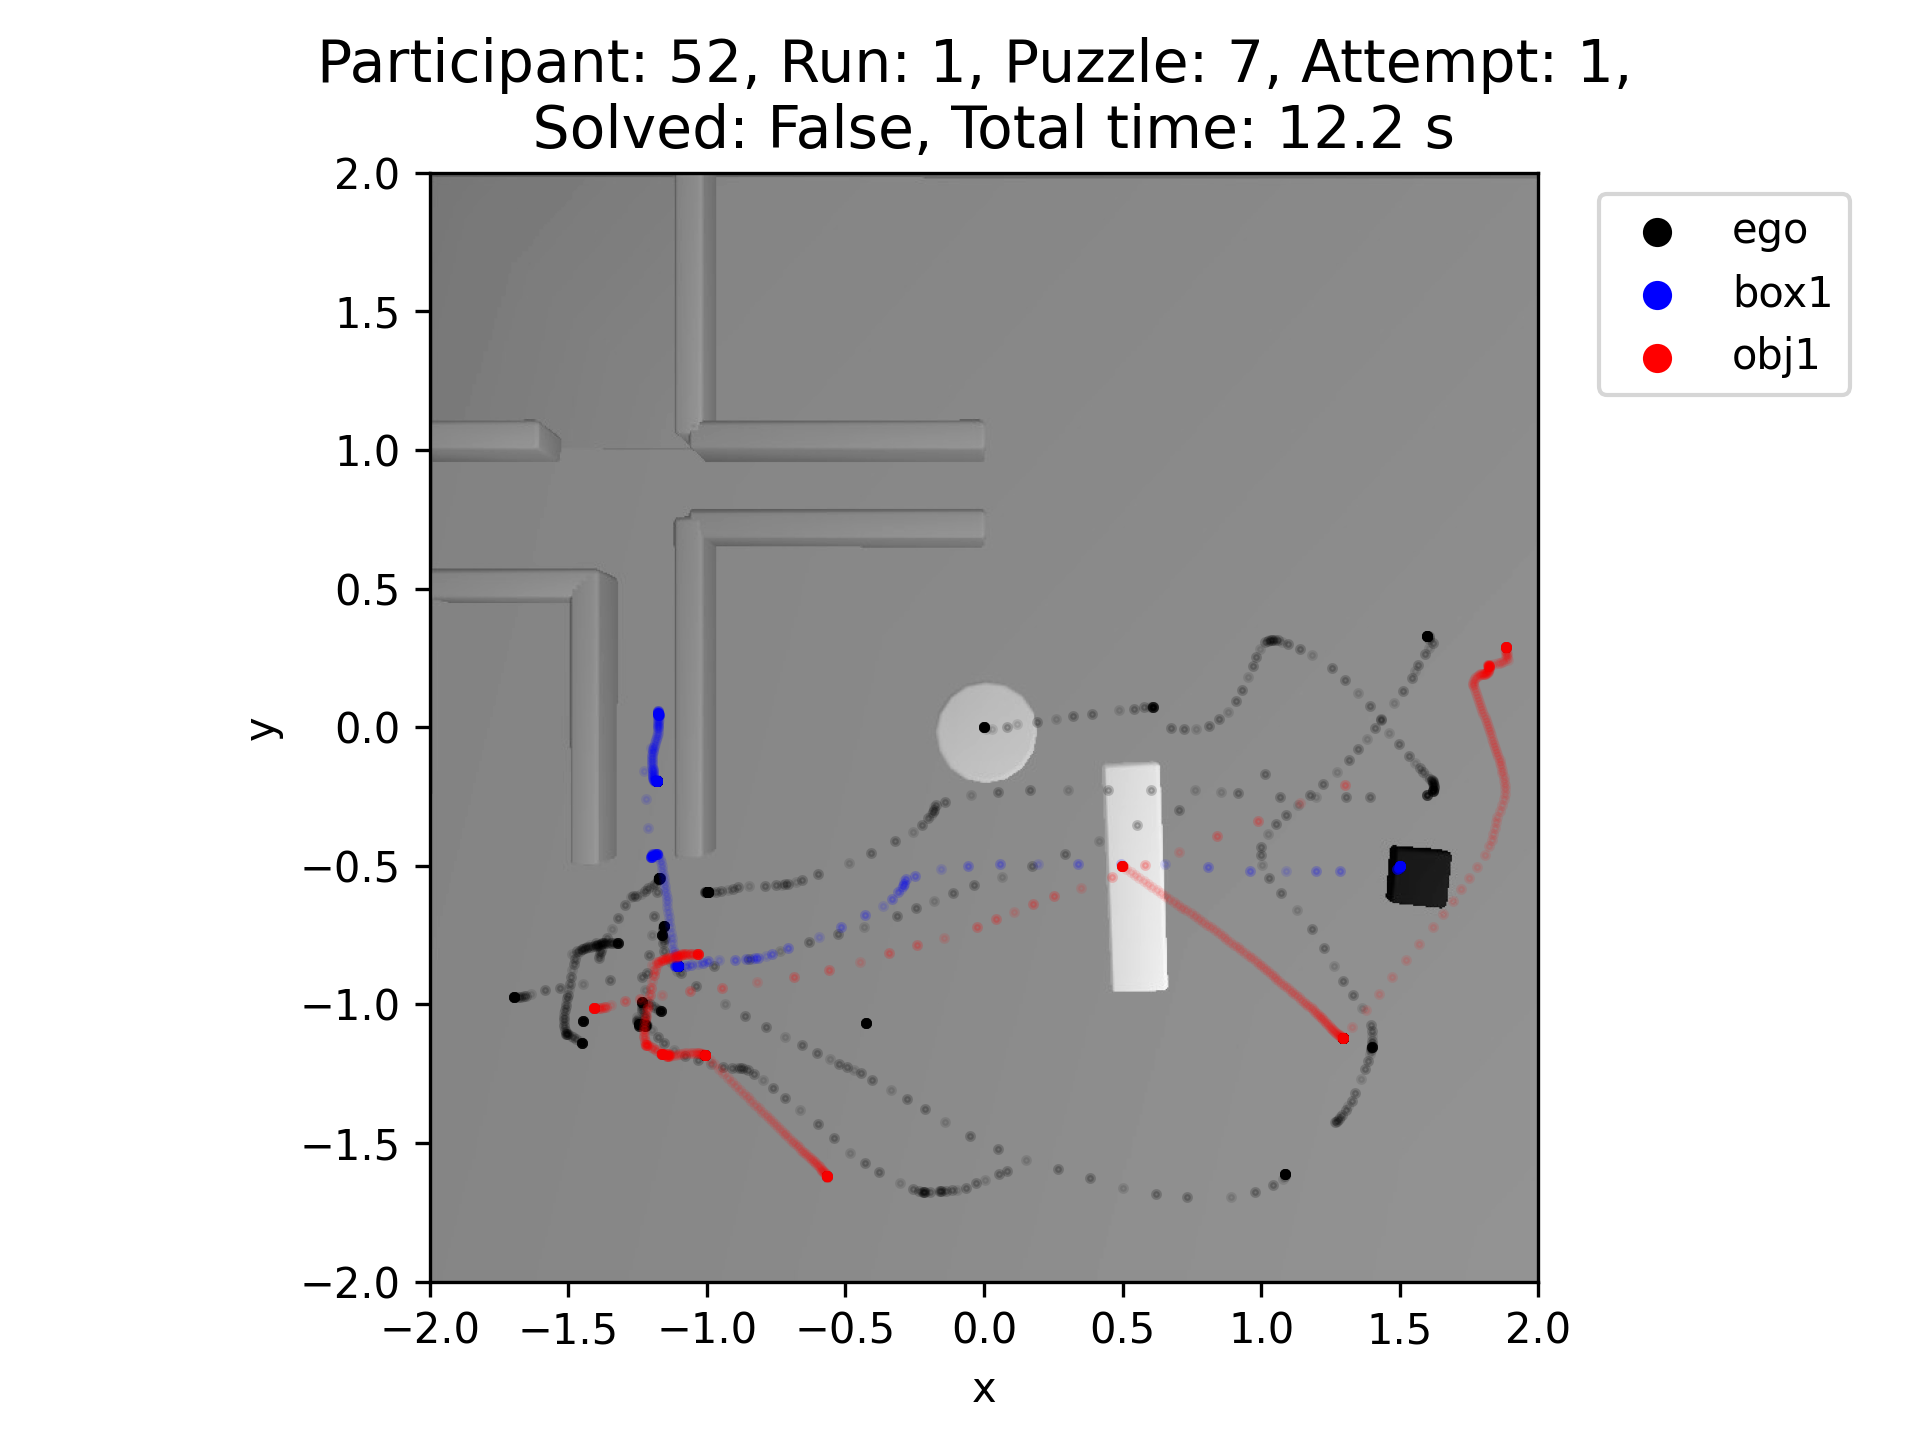 Participant: 52, Run: 1, Puzzle: 7, Attempt: 1,
Solved: False, Total time: 12.2 s
ego
box1
obj1
2.0
1.5
1.0
0.5
0.0
−0.5
−1.0
−1.5
−2.0
y
−2.0 −1.5 −1.0 −0.5 0.0 0.5 1.0 1.5 2.0
x